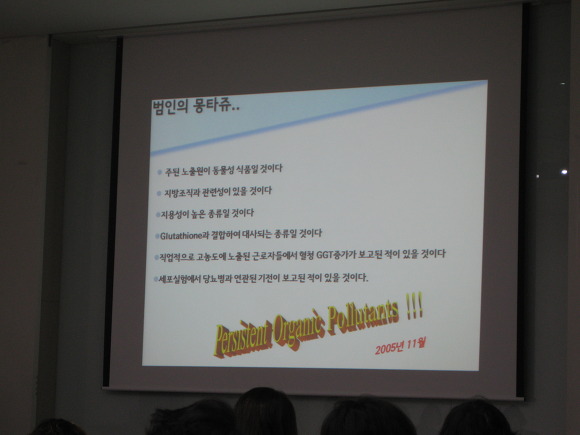 범인의 몽타쥬..
주된 노출원이 동물성 식품일 것이다
지방조직과 관련성이 있을 것이다
지용성이 높은 종류일 것이다
Glutathione과 결합하여 대사되는 종류일 것이다
직업적으로 고농도에 노출된 근로자들에서 혈청 GGT증가가 보고된 적이 있을 것이다
세포실험에서 당뇨병과 연관된 기전이 보고된 적이 있을 것이다.
Persistent Organic Pollutants !!!
2005년 11월